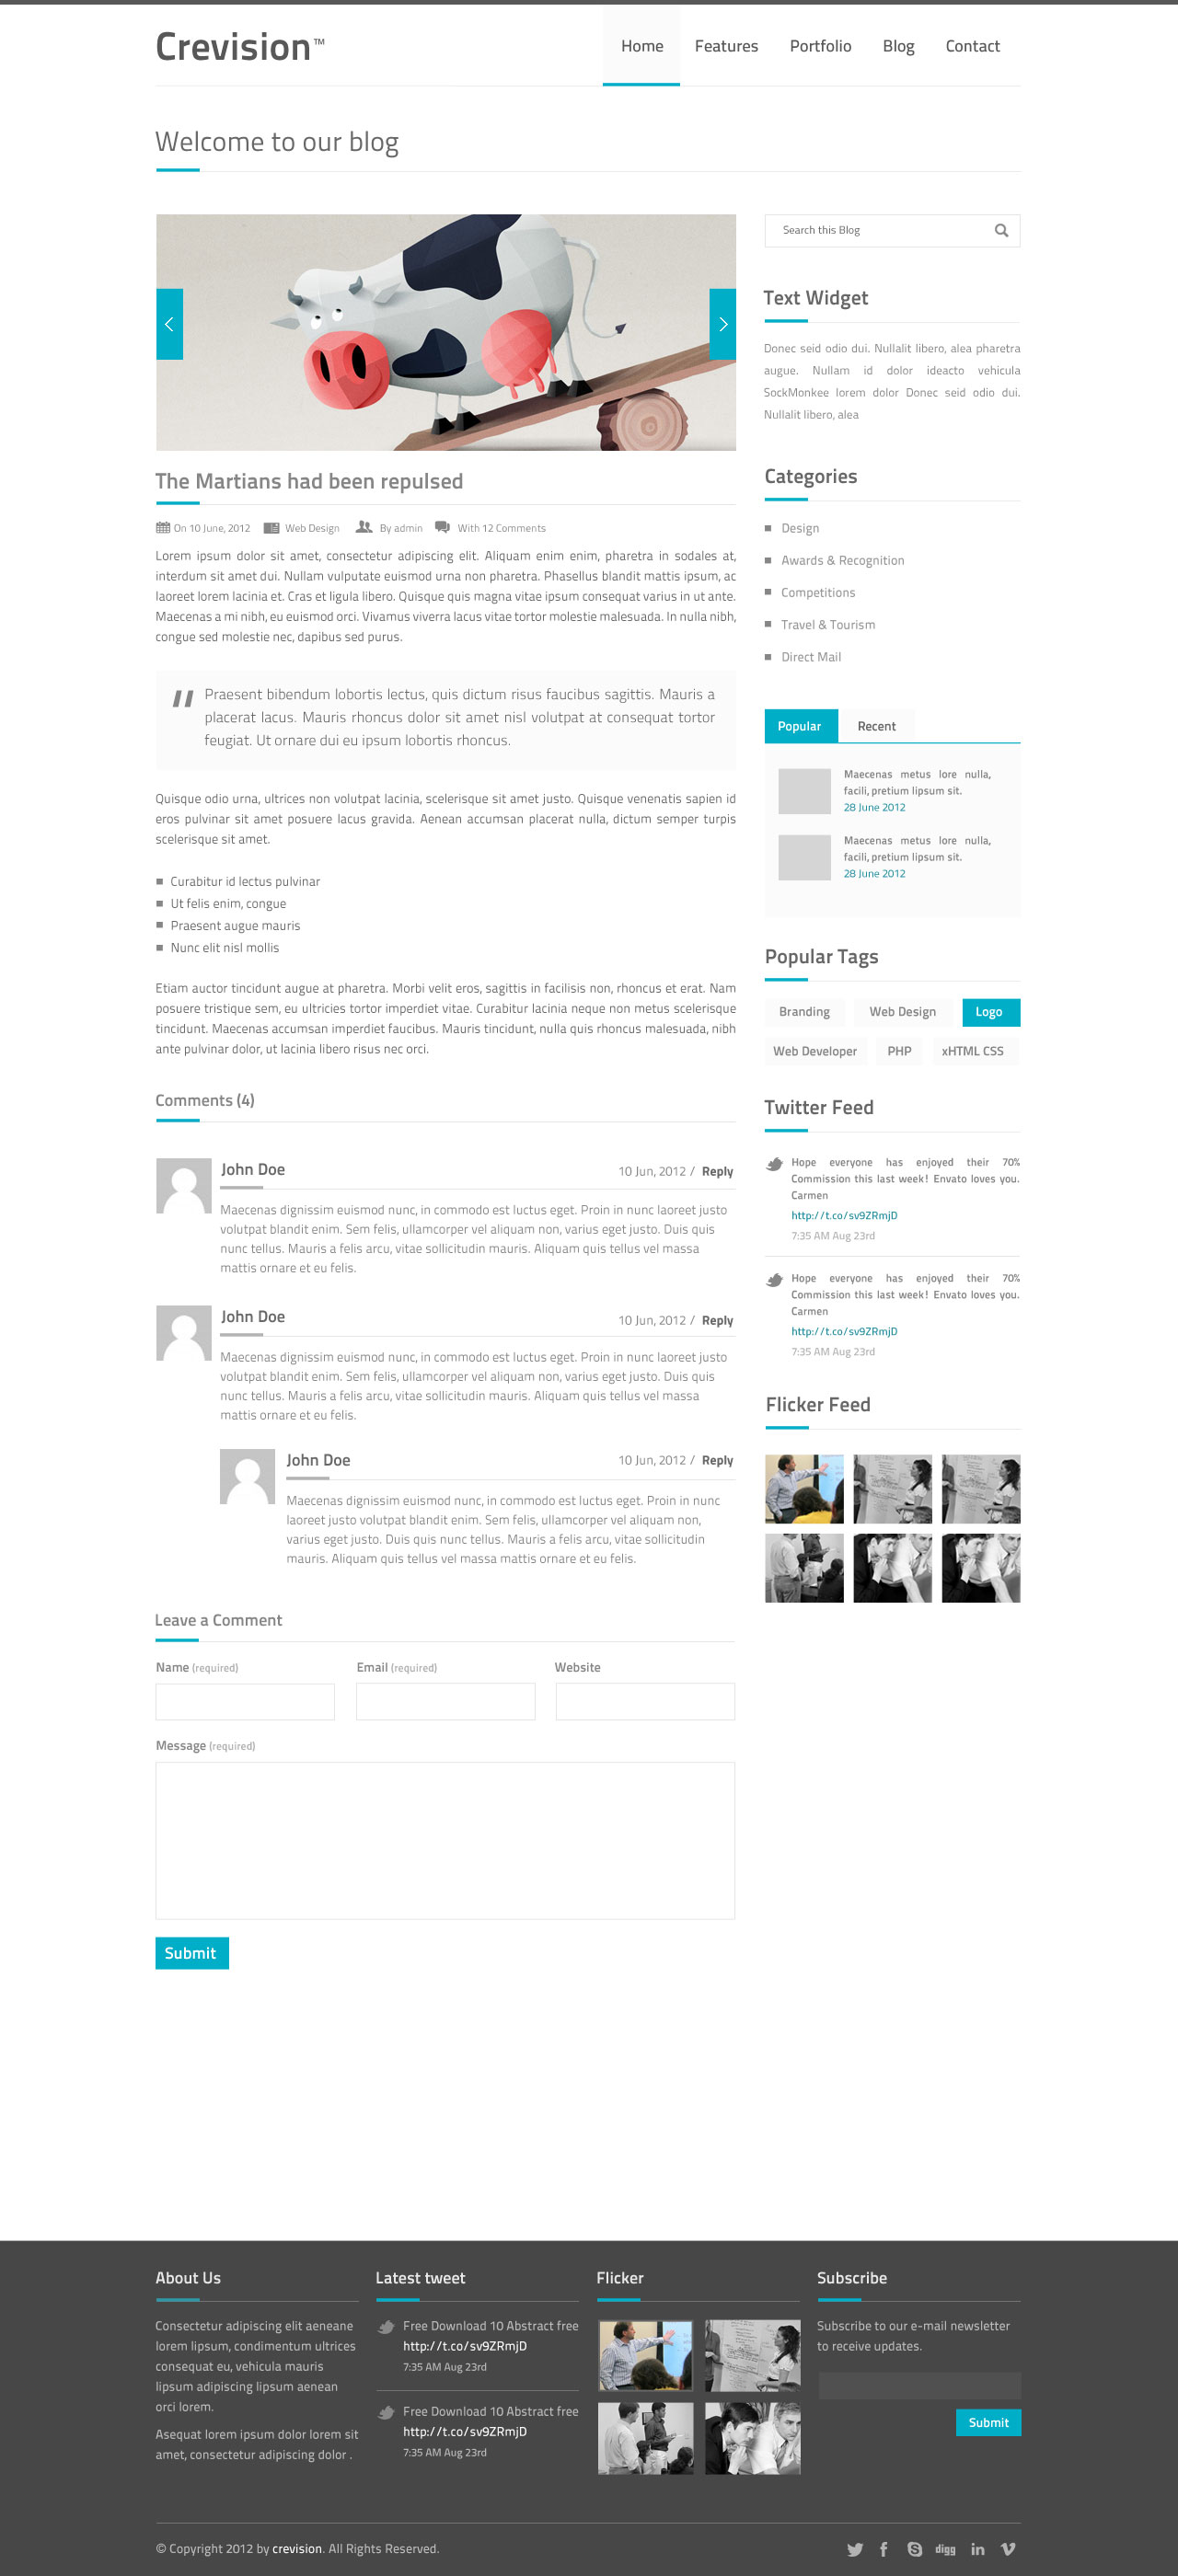 Crevision™
Home Features Portfolio Blog Contact
Welcome to our blog
The Martians had been repulsed
On 10 June, 2012 Web Design By admin With 12 Comments
Lorem ipsum dolor sit amet, consectetur adipiscing elit. Aliquam enim enim, pharetra in sodales at,
interdum sit amet dui. Nullam vulputate euismod urna non pharetra. Phasellus blandit mattis ipsum, ac
laoreet lorem lacinia et. Cras et ligula libero. Quisque quis magna vitae ipsum consequat varius in ut ante.
Maecenas a mi nibh, eu euismod orci. Vivamus viverra lacus vitae tortor molestie malesuada. In nulla nibh,
congue sed molestie nec, dapibus sed purus.
" Praesent bibendum lobortis lectus, quis dictum risus faucibus sagittis. Mauris a
placerat lacus. Mauris rhoncus dolor sit amet nisl volutpat at consequat tortor
feugiat. Ut ornare dui eu ipsum lobortis rhoncus.
Quisque odio urna, ultrices non volutpat lacinia, scelerisque sit amet justo. Quisque venenatis sapien id
eros pulvinar sit amet posuere lacus gravida. Aenean accumsan placerat nulla, dictum semper turpis
scelerisque sit amet.
Curabitur id lectus pulvinar
Ut felis enim, congue
Praesent augue mauris
Nunc elit nisl mollis
Etiam auctor tincidunt augue at pharetra. Morbi velit eros, sagittis in facilisis non, rhoncus et erat. Nam
posuere tristique sem, eu ultricies tortor imperdiet vitae. Curabitur lacinia neque non metus scelerisque
tincidunt. Maecenas accumsan imperdiet faucibus. Mauris tincidunt, nulla quis rhoncus malesuada, nibh
ante pulvinar dolor, ut lacinia libero risus nec orci.
Comments (4)
John Doe 10 Jun, 2012 / Reply
Maecenas dignissim euismod nunc, in commodo est luctus eget. Proin in nunc laoreet justo
volutpat blandit enim. Sem felis, ullamcorper vel aliquam non, varius eget justo. Duis quis
nunc tellus. Mauris a felis arcu, vitae sollicitudin mauris. Aliquam quis tellus vel massa
mattis ornare et eu felis.
John Doe 10 Jun, 2012 / Reply
Maecenas dignissim euismod nunc, in commodo est luctus eget. Proin in nunc laoreet justo
volutpat blandit enim. Sem felis, ullamcorper vel aliquam non, varius eget justo. Duis quis
nunc tellus. Mauris a felis arcu, vitae sollicitudin mauris. Aliquam quis tellus vel massa
mattis ornare et eu felis.
John Doe 10 Jun, 2012 / Reply
Maecenas dignissim euismod nunc, in commodo est luctus eget. Proin in nunc
laoreet justo volutpat blandit enim. Sem felis, ullamcorper vel aliquam non,
varius eget justo. Duis quis nunc tellus. Mauris a felis arcu, vitae sollicitudin
mauris. Aliquam quis tellus vel massa mattis ornare et eu felis.
Leave a Comment
Name (required) Email (required) Website
Message (required)
Submit
Search this Blog
Text Widget
Donec seid odio dui. Nullalit libero, alea pharetra
augue. Nullam id dolor ideacto vehicula
SockMonkee lorem dolor Donec seid odio dui.
Nullalit libero, alea
Categories
Design
Awards & Recognition
Competitions
Travel & Tourism
Direct Mail
Popular Recent
Maecenas metus lore nulla,
facili, pretium lipsum sit.
28 June 2012
Maecenas metus lore nulla,
facili, pretium lipsum sit.
28 June 2012
Popular Tags
Branding Web Design Logo
Web Developer PHP xHTML CSS
Twitter Feed
Hope everyone has enjoyed their 70%
Commission this last week! Envato loves you.
Carmen
http://t.co/sv9ZRmjD
7:35 AM Aug 23rd
Hope everyone has enjoyed their 70%
Commission this last week! Envato loves you.
Carmen
http://t.co/sv9ZRmjD
7:35 AM Aug 23rd
Flicker Feed
About Us
Consectetur adipiscing elit aeneane
lorem lipsum, condimentum ultrices
consequat eu, vehicula mauris
lipsum adipiscing lipsum aenean
orci lorem.
Asequat lorem ipsum dolor lorem sit
amet, consectetur adipiscing dolor .
Latest tweet
Free Download 10 Abstract free
http://t.co/sv9ZRmjD
7:35 AM Aug 23rd
Free Download 10 Abstract free
http://t.co/sv9ZRmjD
7:35 AM Aug 23rd
Flicker
Subscribe
Subscribe to our e-mail newsletter
to receive updates.
Submit
© Copyright 2012 by crevision. All Rights Reserved.
digg in